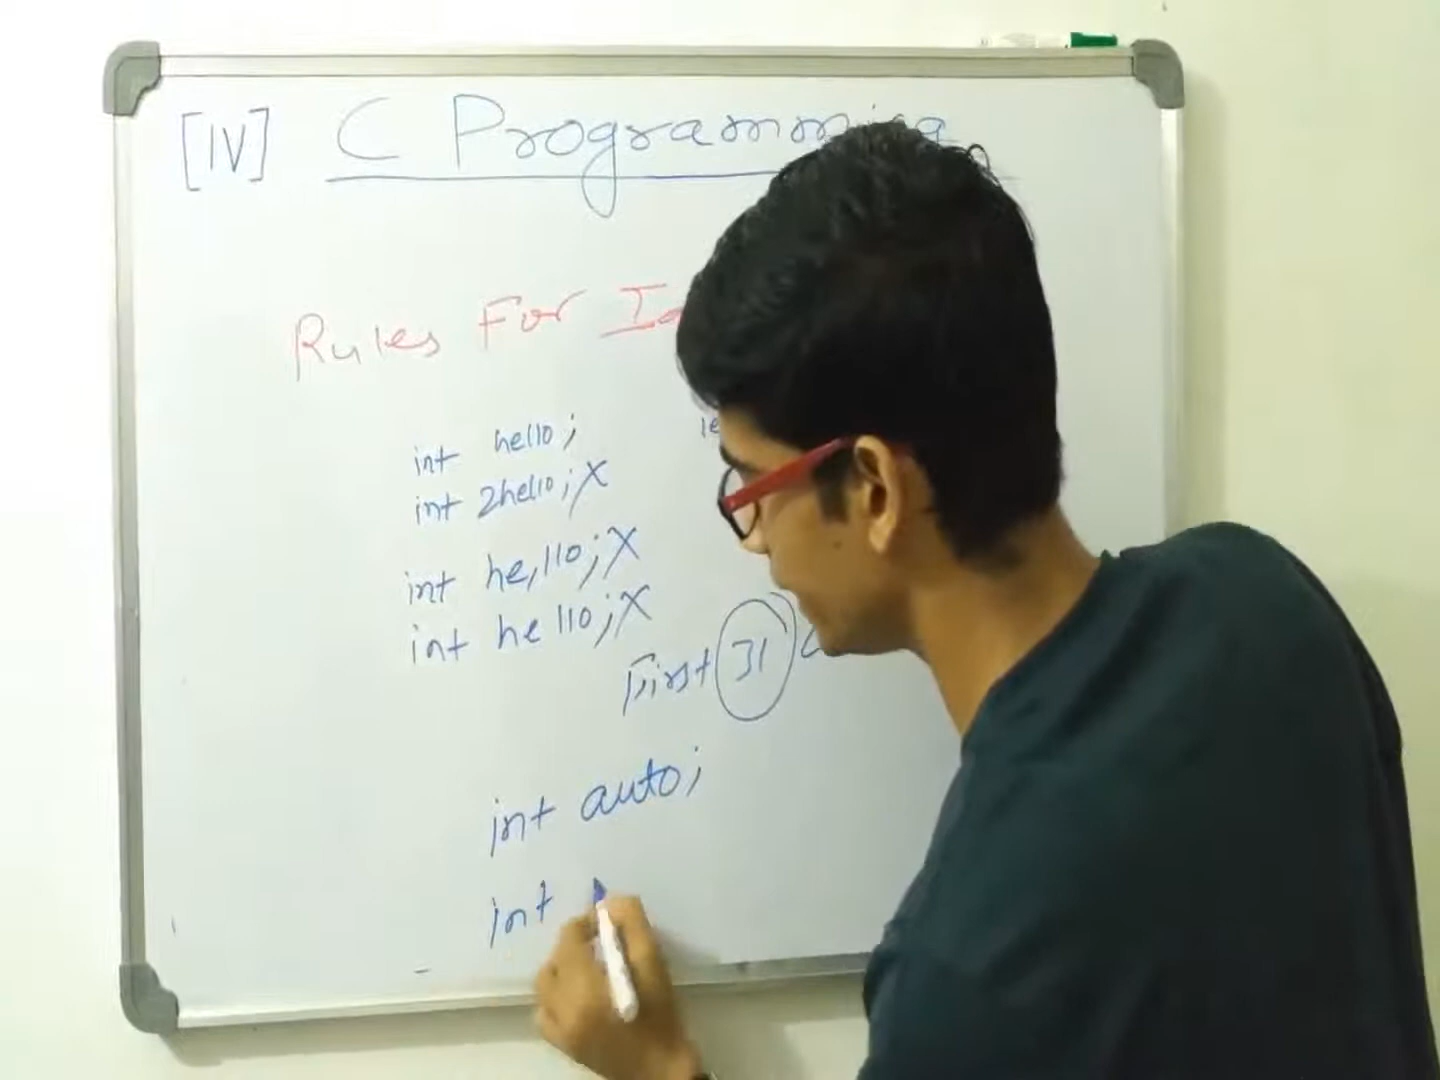 [IV] C Programming
Rules For
int hello;
int 2hello; X
int he,llo; X
int he llo; X
First 31
int auto;
int